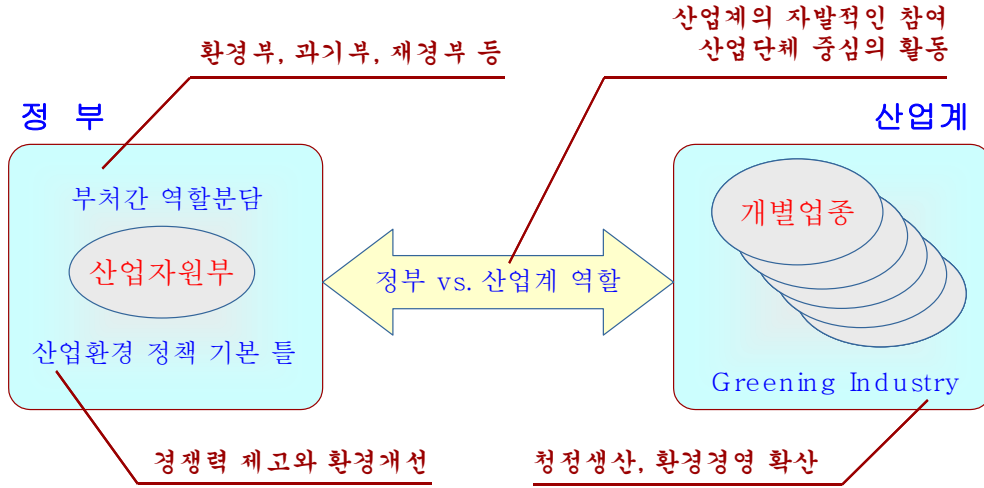 산업계의 자발적인 참여
산업단체 중심의 활동
환경부, 과기부, 재경부 등
정 부
산업계
부처간 역할분담
개별업종
산업자원부
정부 vs. 산업계 역할
산업환경 정책 기본 틀
Greening Industry
경쟁력 제고와 환경개선
청정생산, 환경경영 확산